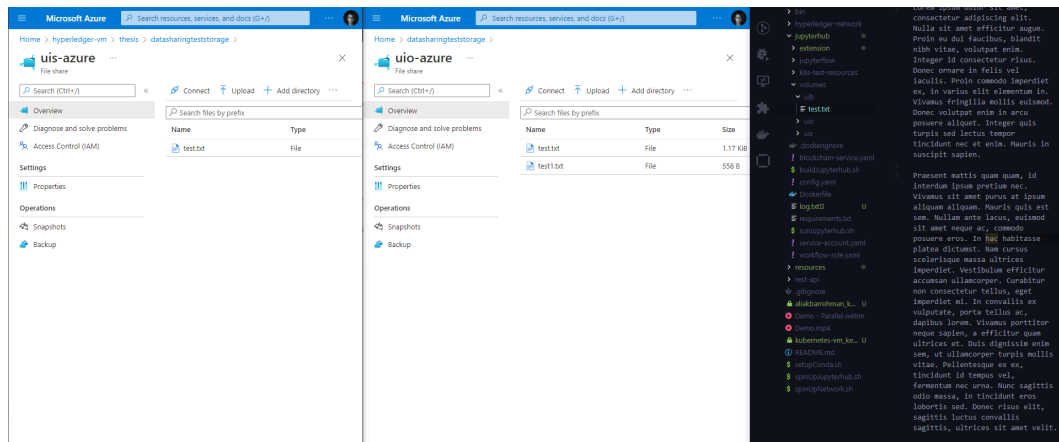 Microsoft Azure
Search resources, services, and docs (G+/)
Home > hyperledger-vm > thesis > datasharingteststorage >
uis-azure
File share
Search (Ctrl+/)
Overview
Diagnose and solve problems
Access Control (IAM)
Settings
Properties
Operations
Snapshots
Backup
Connect
Upload
Add directory
Search files by prefix
Name
Type
test.txt
File
Microsoft Azure
Search resources, services, and docs (G+/)
Home > hyperledger-vm > thesis > datasharingteststorage >
uio-azure
File share
Search (Ctrl+/)
Overview
Diagnose and solve problems
Access Control (IAM)
Settings
Properties
Operations
Snapshots
Backup
Connect
Upload
Add directory
Search files by prefix
Name
Type
Size
test.txt
File
1.17 KiB
test1.txt
File
558 B
bin
hyperledger-network
jupyterhub
extension
jupyterflow
k8s-test-resources
volumes
uib
test.txt
uio
uis
.dockerignore
blockchain-service.yaml
buildJupyterhub.sh
config.yaml
Dockerfile
log.txt
U
requirements.txt
runJupyterhub.sh
service-account.yaml
workflow-role.yaml
resources
rest-api
.gitignore
aliakbarrehman_k...
U
Demo - Parallel.webm
Demo.mp4
kubernetes-vm_ke...
U
README.md
setupConda.sh
spinUpJupyterhub.sh
spinUpNetwork.sh
Lorem ipsum dolor sit amet,
consectetur adipiscing elit.
Nulla sit amet efficitur augue.
Proin eu dui faucibus, blandit
nibh vitae, volutpat enim.
Integer id consectetur risus.
Donec ornare in felis vel
iaculis. Proin commodo imperdiet
ex, in varius elit elementum in.
Vivamus fringilla mollis euismod.
Donec volutpat enim in arcu
posuere aliquet. Integer quis
turpis sed lectus tempor
tincidunt nec et enim. Mauris in
suscipit sapien.
Praesent mattis quam quam, id
interdum ipsum pretium nec.
Vivamus sit amet purus at ipsum
aliquam aliquam. Mauris quis est
sem. Nullam ante lacus, euismod
sit amet neque ac, commodo
posuere eros. In hac habitasse
platea dictumst. Nam cursus
scelerisque massa ultrices
imperdiet. Vestibulum efficitur
accumsan ullamcorper. Curabitur
non consectetur tellus, eget
imperdiet mi. In convallis ex
vulputate, porta tellus ac,
dapibus lorem. Vivamus porttitor
neque sapien, a efficitur quam
ultrices et. Duis dignissim enim
sem, ut ullamcorper turpis mollis
vitae. Pellentesque ex ex,
tincidunt id tempus vel,
fermentum nec urna. Nunc sagittis
odio massa, in tincidunt eros
lobortis sed. Donec risus elit,
sagittis luctus convallis
sagittis, ultrices sit amet velit.